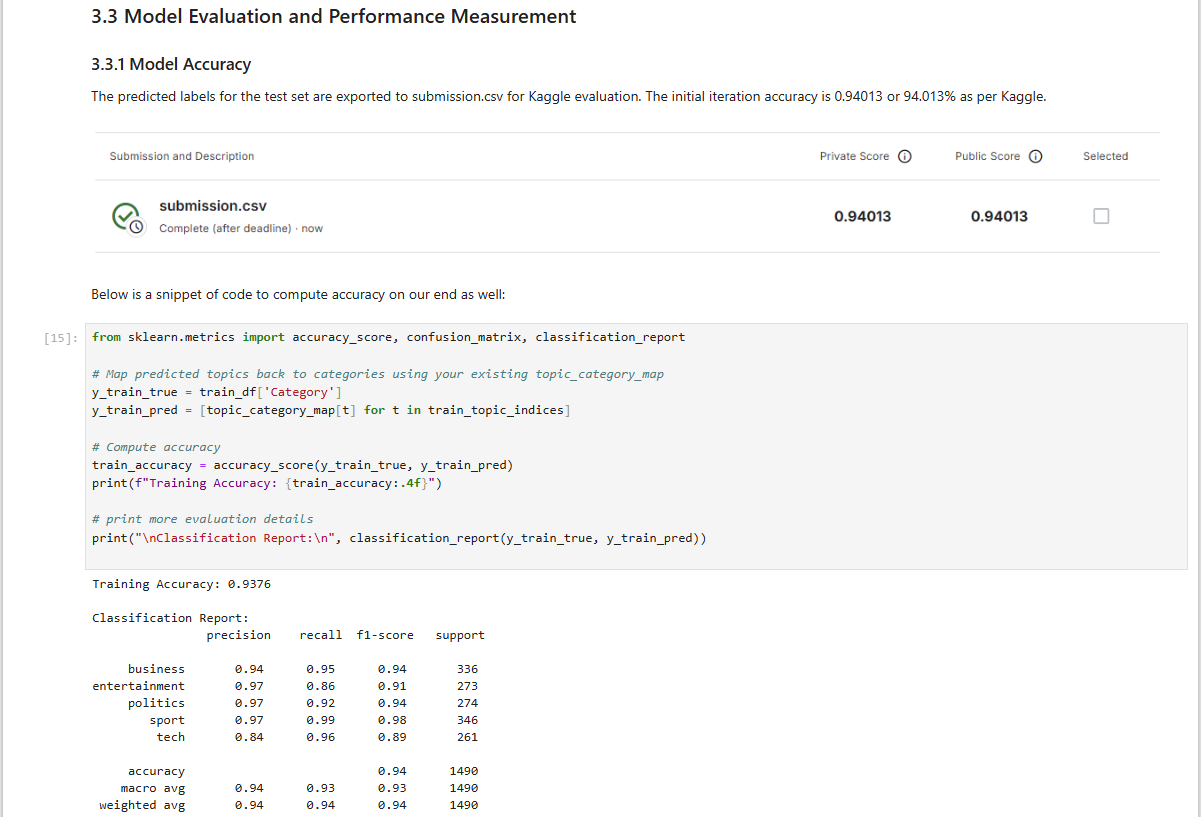 3.3 Model Evaluation and Performance Measurement
3.3.1 Model Accuracy
The predicted labels for the test set are exported to submission.csv for Kaggle evaluation. The initial iteration accuracy is 0.94013 or 94.013% as per Kaggle.
Submission and Description Private Score Public Score Selected
submission.csv
Complete (after deadline) · now
0.94013 0.94013
Below is a snippet of code to compute accuracy on our end as well:
[15]: from sklearn.metrics import accuracy_score, confusion_matrix, classification_report
# Map predicted topics back to categories using your existing topic_category_map
y_train_true = train_df['Category']
y_train_pred = [topic_category_map[t] for t in train_topic_indices]
# Compute accuracy
train_accuracy = accuracy_score(y_train_true, y_train_pred)
print(f"Training Accuracy: {train_accuracy:.4f}")
# print more evaluation details
print("\nClassification Report:\n", classification_report(y_train_true, y_train_pred))
Training Accuracy: 0.9376
Classification Report:
precision recall f1-score support
business 0.94 0.95 0.94 336
entertainment 0.97 0.86 0.91 273
politics 0.97 0.92 0.94 274
sport 0.97 0.99 0.98 346
tech 0.84 0.96 0.89 261
accuracy 0.94 1490
macro avg 0.94 0.93 0.93 1490
weighted avg 0.94 0.94 0.94 1490